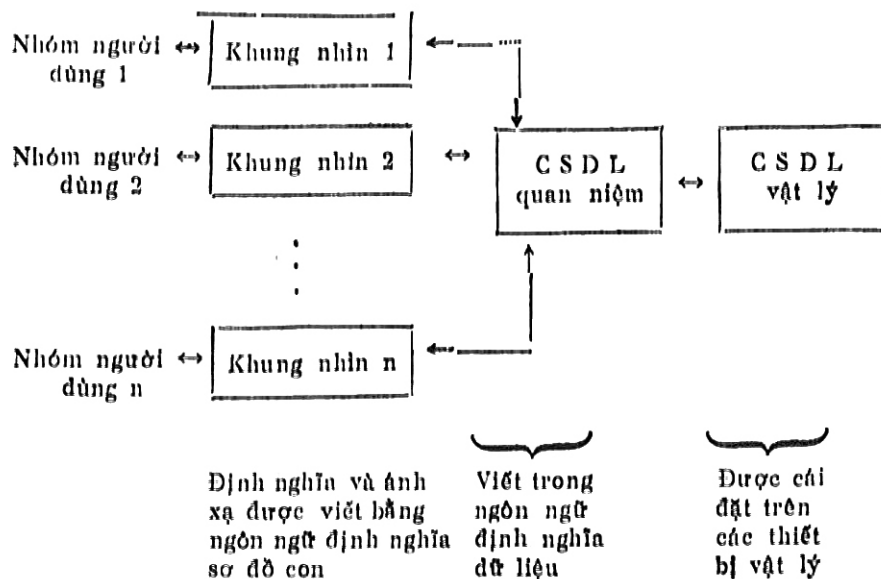 Nhóm người
dùng 1
↔
Khung nhìn 1
Nhóm người
dùng 2
↔
Khung nhìn 2
↔
CSDL
quan niệm
↔
CSDL
vật lý
Nhóm người
dùng n
↔
Khung nhìn n
Định nghĩa và ánh
xạ được viết bằng
ngôn ngữ định nghĩa
sơ đồ con
Viết trong
ngôn ngữ
định nghĩa
dữ liệu
Được cài
đặt trên
các thiết
bị vật lý